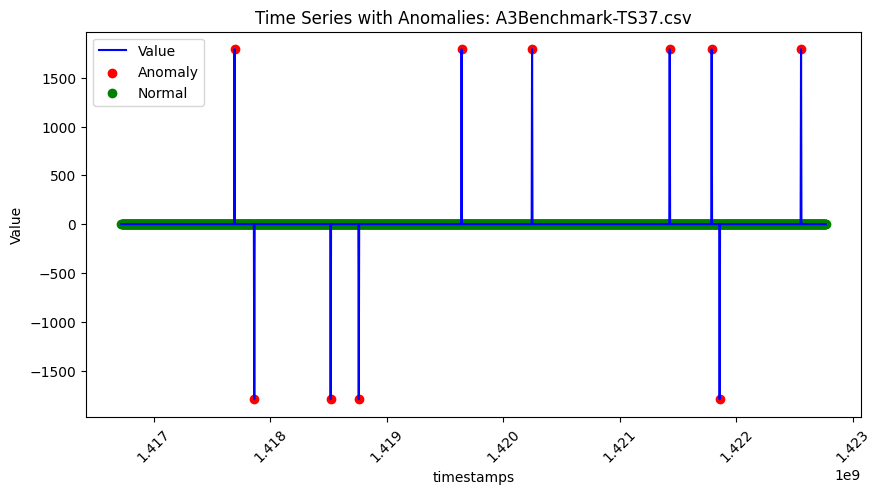 Time Series with Anomalies: A3Benchmark-TS37.csv
Value
Anomaly
Normal
1500
1000
500
0
−500
−1000
−1500
Value
1.417
1.418
1.419
1.420
1.421
1.422
1.423
1e9
timestamps